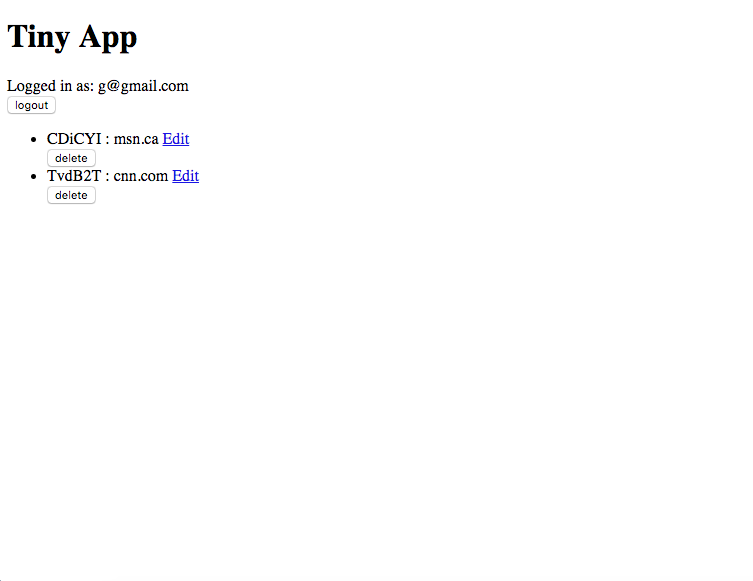 Tiny App
Logged in as: g@gmail.com
logout
CDiCYI : msn.ca Edit
delete
TvdB2T : cnn.com Edit
delete